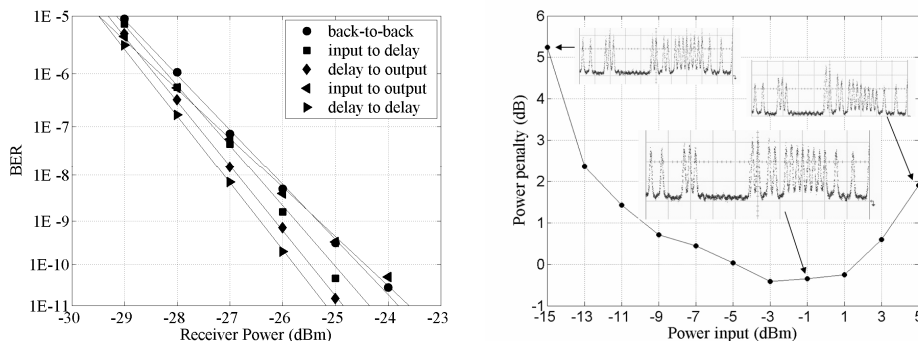 1E-5
1E-6
1E-7
1E-8
1E-9
1E-10
1E-11
BER
-30
-29
-28
-27
-26
-25
-24
-23
Receiver Power (dBm)
back-to-back
input to delay
delay to output
input to output
delay to delay
6
5
4
3
2
1
0
-1
Power penalty (dB)
-15
-13
-11
-9
-7
-5
-3
-1
1
3
5
Power input (dBm)